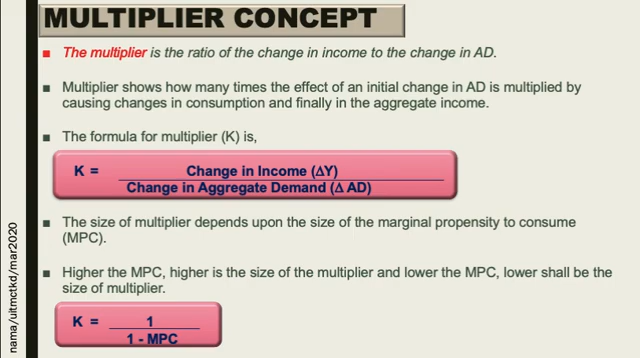 MULTIPLIER CONCEPT
The multiplier is the ratio of the change in income to the change in AD.
Multiplier shows how many times the effect of an initial change in AD is multiplied by
causing changes in consumption and finally in the aggregate income.
The formula for multiplier (K) is,
K = Change in Income (ΔY)
Change in Aggregate Demand (Δ AD)
The size of multiplier depends upon the size of the marginal propensity to consume
(MPC).
Higher the MPC, higher is the size of the multiplier and lower the MPC, lower shall be the
size of multiplier.
K = 1
1 - MPC
nama/uitmctkd/mar2020